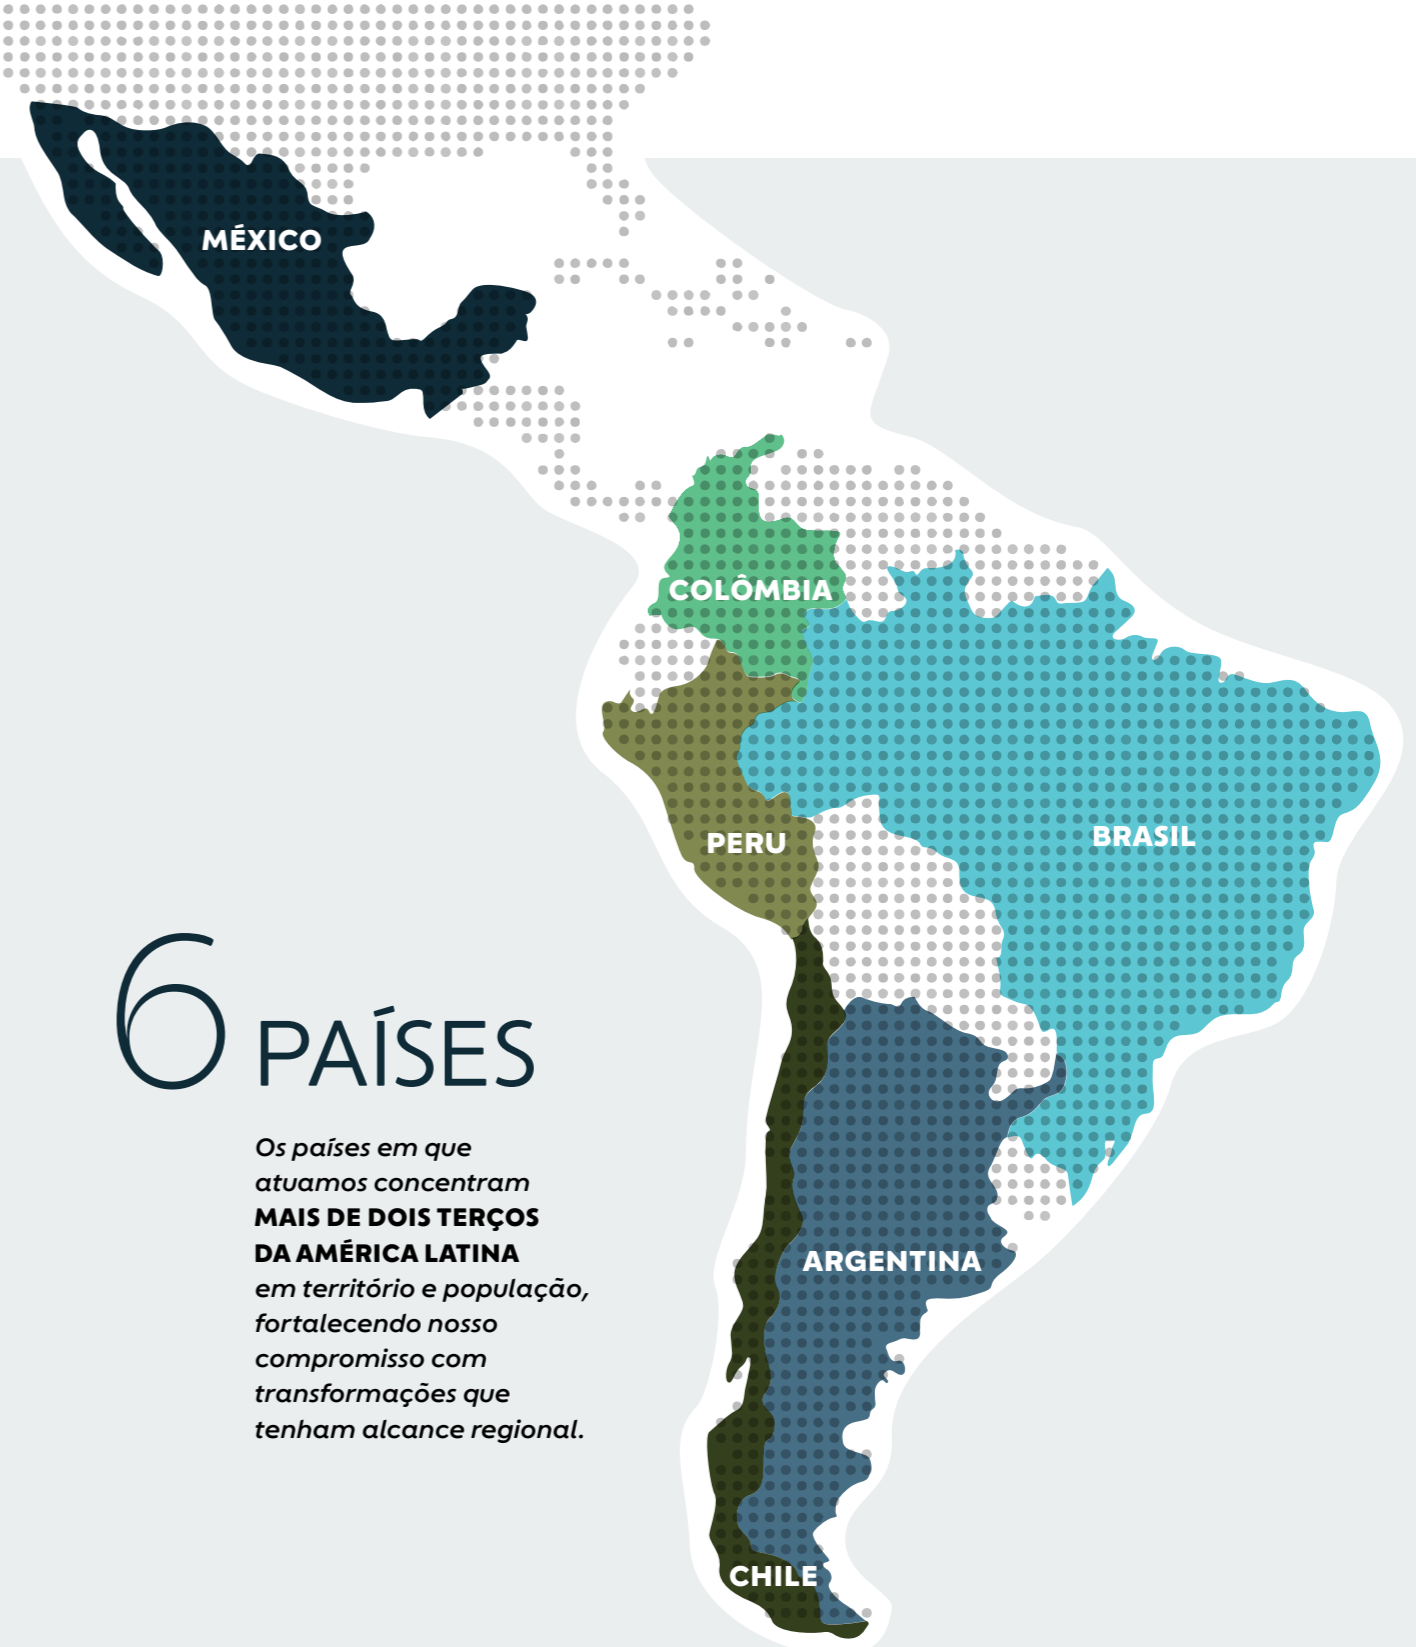 MÉXICO
COLÔMBIA
BRASIL
PERU
6 PAÍSES
Os países em que
atuamos concentram
MAIS DE DOIS TERÇOS
DA AMÉRICA LATINA
em território e população,
fortalecendo nosso
compromisso com
transformações que
tenham alcance regional.
ARGENTINA
CHILE